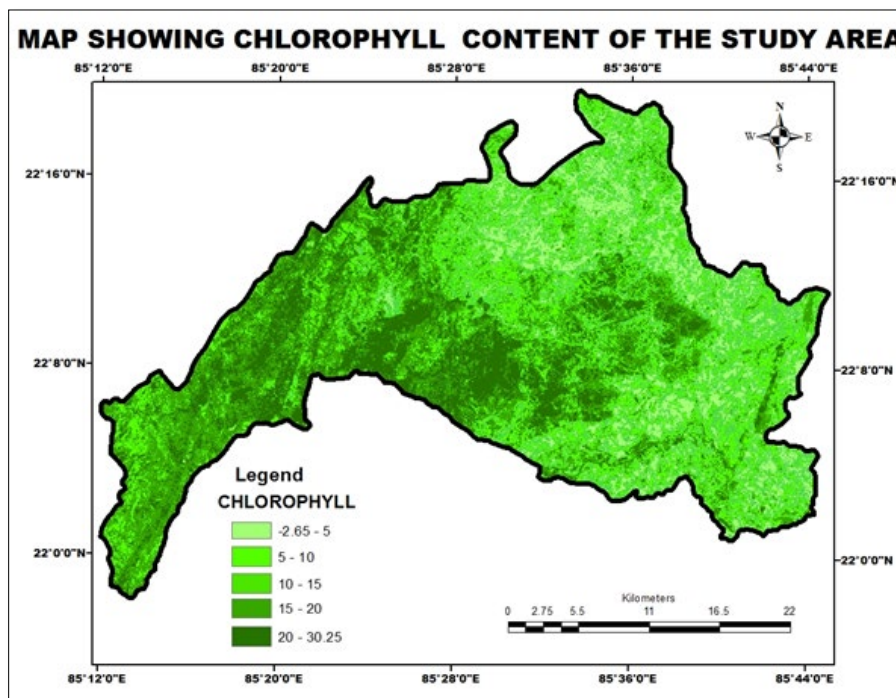 MAP SHOWING CHLOROPHYLL CONTENT OF THE STUDY AREA
85°12'0"E 85°20'0"E 85°28'0"E 85°36'0"E 85°44'0"E
N
W E
S
22°16'0"N 22°16'0"N
22°8'0"N 22°8'0"N
Legend
CHLOROPHYLL
-2.65 - 5
5 - 10
10 - 15
15 - 20
20 - 30.25
22°0'0"N 22°0'0"N
Kilometers
0 2.75 5.5 11 16.5 22
85°12'0"E 85°20'0"E 85°28'0"E 85°36'0"E 85°44'0"E